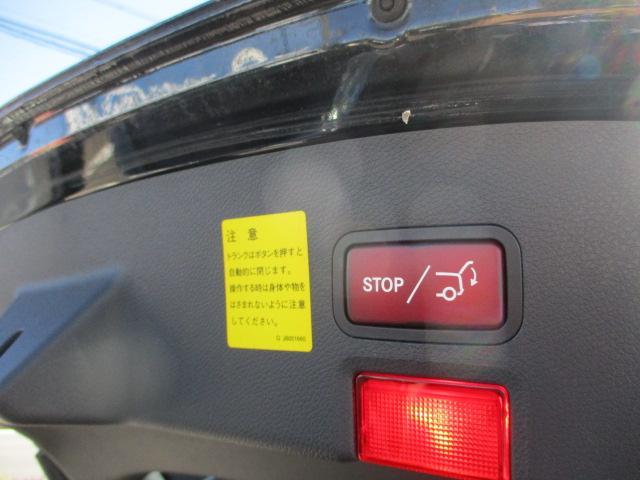 注 意
トランクはボタンを押すと
自動的に閉じます。
操作する時は身体や物を
はさまれないように注意
してください。
STOP